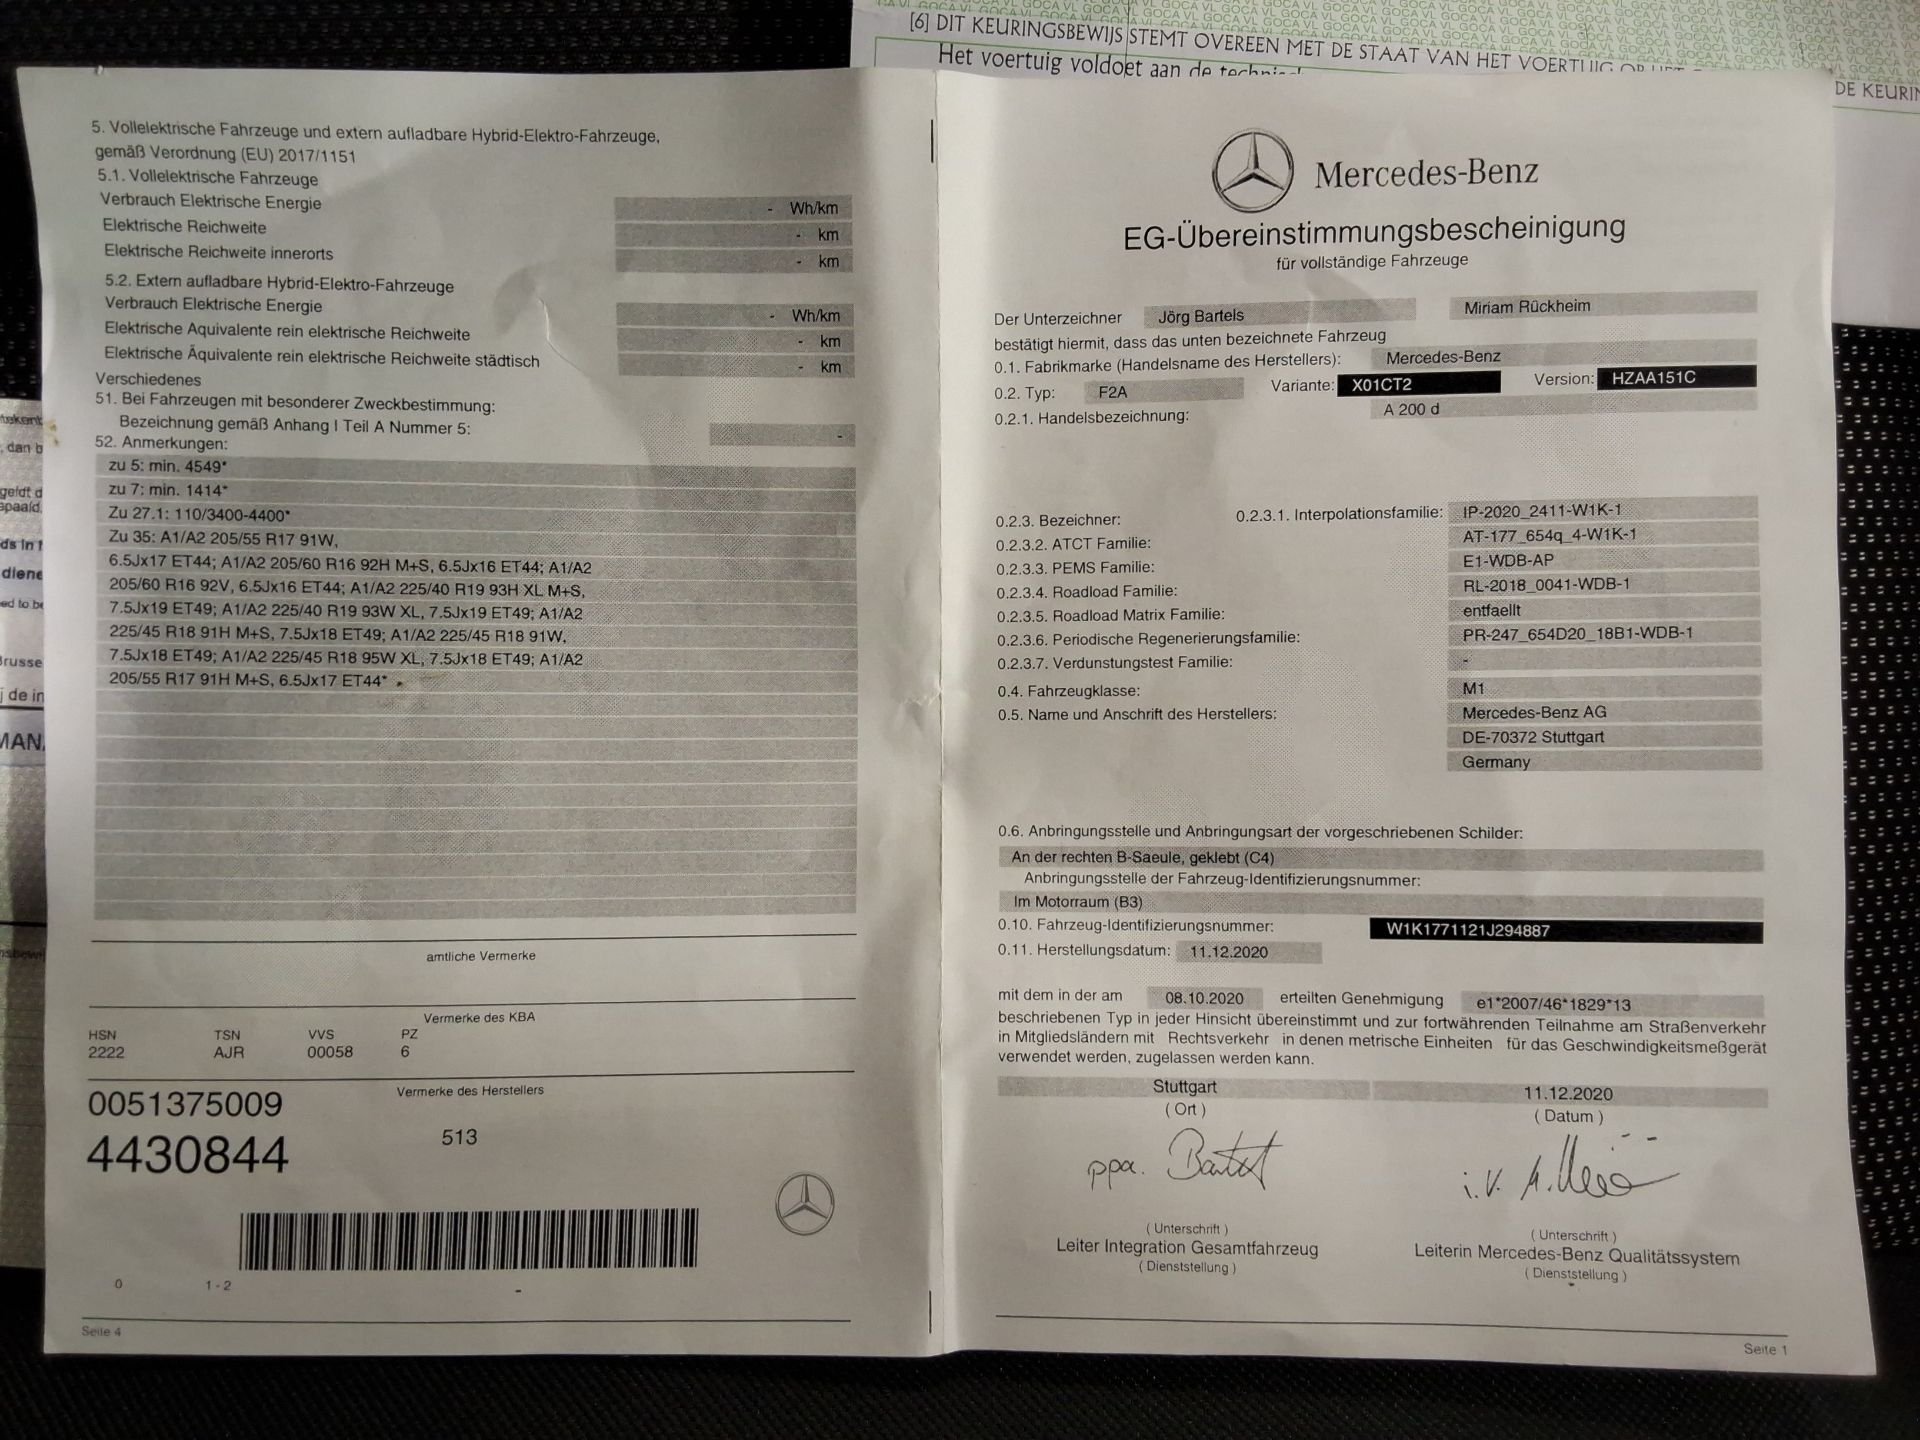 [6] DIT KEURINGSBEWIJS STEMT OVEREEN MET DE STAAT VAN HET VOERTUIG OP HET
DE KEURIN
Het voertuig voldoet aan de
5. Vollelektrische Fahrzeuge und extern aufladbare Hybrid-Elektro-Fahrzeuge,
gemäß Verordnung (EU) 2017/1151
5.1. Vollelektrische Fahrzeuge
Verbrauch Elektrische Energie - Wh/km
Elektrische Reichweite - km
Elektrische Reichweite innerorts - km
5.2. Extern aufladbare Hybrid-Elektro-Fahrzeuge
Verbrauch Elektrische Energie - Wh/km
Elektrische Äquivalente rein elektrische Reichweite - km
Elektrische Äquivalente rein elektrische Reichweite städtisch - km
Verschiedenes
51. Bei Fahrzeugen mit besonderer Zweckbestimmung:
Bezeichnung gemäß Anhang I Teil A Nummer 5: -
52. Anmerkungen:
zu 5: min. 4549*
zu 7: min. 1414*
Zu 27.1: 110/3400-4400*
Zu 35: A1/A2 205/55 R17 91W,
6.5Jx17 ET44; A1/A2 205/60 R16 92H M+S, 6.5Jx16 ET44; A1/A2
205/60 R16 92V, 6.5Jx16 ET44; A1/A2 225/40 R19 93H XL M+S,
7.5Jx19 ET49; A1/A2 225/40 R19 93W XL, 7.5Jx19 ET49; A1/A2
225/45 R18 91H M+S, 7.5Jx18 ET49; A1/A2 225/45 R18 91W,
7.5Jx18 ET49; A1/A2 225/45 R18 95W XL, 7.5Jx18 ET49; A1/A2
205/55 R17 91H M+S, 6.5Jx17 ET44*
amtliche Vermerke
Vermerke des KBA
HSN TSN VVS PZ
2222 AJR 00058 6
Vermerke des Herstellers
0051375009
4430844 513
0 1-2 -
Seite 4
Mercedes-Benz
EG-Übereinstimmungsbescheinigung
für vollständige Fahrzeuge
Der Unterzeichner Jörg Bartels Miriam Rückheim
bestätigt hiermit, dass das unten bezeichnete Fahrzeug
0.1. Fabrikmarke (Handelsname des Herstellers): Mercedes-Benz
0.2. Typ: F2A Variante: X01CT2 Version: HZAA151C
0.2.1. Handelsbezeichnung: A 200 d
0.2.3. Bezeichner: 0.2.3.1. Interpolationsfamilie: IP-2020_2411-W1K-1
0.2.3.2. ATCT Familie: AT-177_654q_4-W1K-1
0.2.3.3. PEMS Familie: E1-WDB-AP
0.2.3.4. Roadload Familie: RL-2018_0041-WDB-1
0.2.3.5. Roadload Matrix Familie: entfaellt
0.2.3.6. Periodische Regenerierungsfamilie: PR-247_654D20_18B1-WDB-1
0.2.3.7. Verdunstungstest Familie: -
0.4. Fahrzeugklasse: M1
0.5. Name und Anschrift des Herstellers: Mercedes-Benz AG
DE-70372 Stuttgart
Germany
0.6. Anbringungsstelle und Anbringungsart der vorgeschriebenen Schilder:
An der rechten B-Saeule, geklebt (C4)
Anbringungsstelle der Fahrzeug-Identifizierungsnummer:
Im Motorraum (B3)
0.10. Fahrzeug-Identifizierungsnummer: W1K1771121J294887
0.11. Herstellungsdatum: 11.12.2020
mit dem in der am 08.10.2020 erteilten Genehmigung e1*2007/46*1829*13
beschriebenen Typ in jeder Hinsicht übereinstimmt und zur fortwährenden Teilnahme am Straßenverkehr
in Mitgliedsländern mit Rechtsverkehr in denen metrische Einheiten für das Geschwindigkeitsmeßgerät
verwendet werden, zugelassen werden kann.
Stuttgart 11.12.2020
(Ort) (Datum)
ppa. i.V.
(Unterschrift) (Unterschrift)
Leiter Integration Gesamtfahrzeug Leiterin Mercedes-Benz Qualitätssystem
(Dienststellung) (Dienststellung)
Seite 1